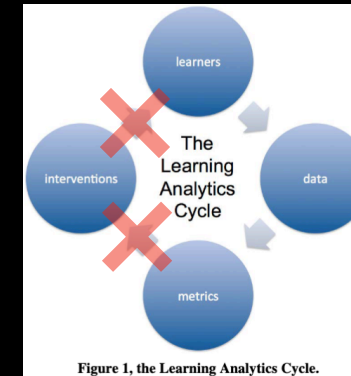 learners
The
Learning
Analytics
Cycle
interventions
data
metrics
Figure 1, the Learning Analytics Cycle.